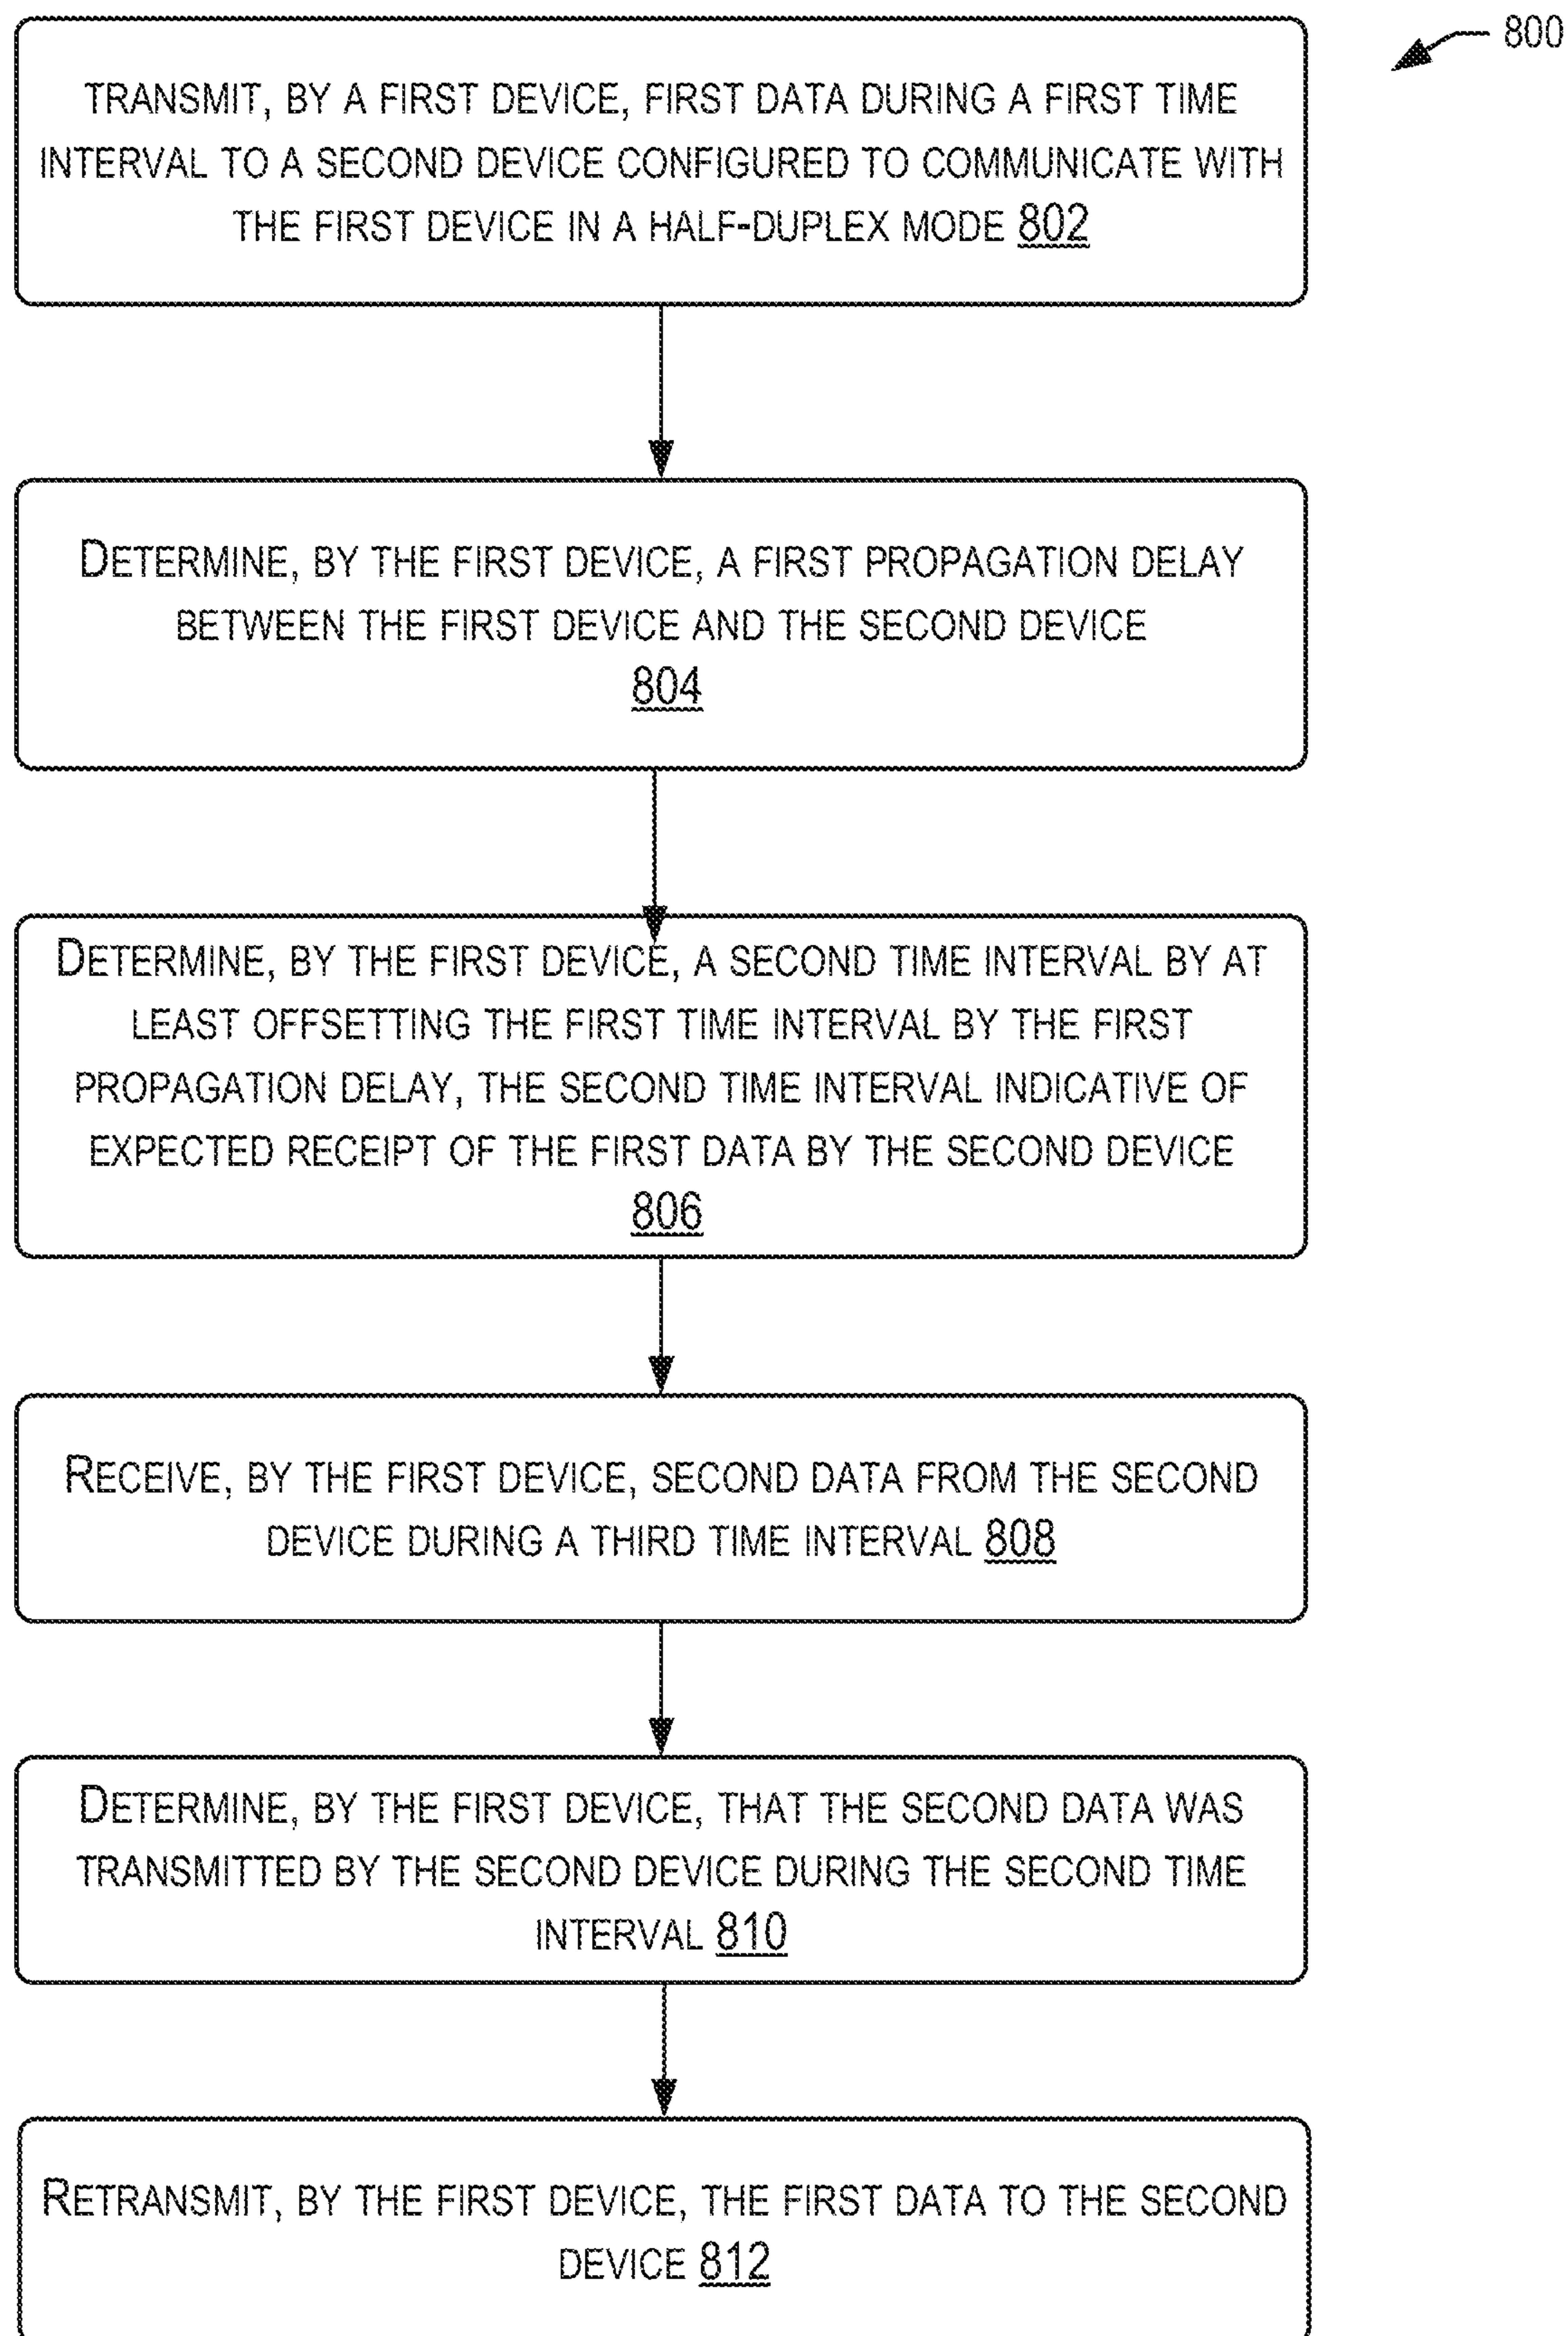 800
TRANSMIT, BY A FIRST DEVICE, FIRST DATA DURING A FIRST TIME
INTERVAL TO A SECOND DEVICE CONFIGURED TO COMMUNICATE WITH
THE FIRST DEVICE IN A HALF-DUPLEX MODE 802
DETERMINE, BY THE FIRST DEVICE, A FIRST PROPAGATION DELAY
BETWEEN THE FIRST DEVICE AND THE SECOND DEVICE
804
DETERMINE, BY THE FIRST DEVICE, A SECOND TIME INTERVAL BY AT
LEAST OFFSETTING THE FIRST TIME INTERVAL BY THE FIRST
PROPAGATION DELAY, THE SECOND TIME INTERVAL INDICATIVE OF
EXPECTED RECEIPT OF THE FIRST DATA BY THE SECOND DEVICE
806
RECEIVE, BY THE FIRST DEVICE, SECOND DATA FROM THE SECOND
DEVICE DURING A THIRD TIME INTERVAL 808
DETERMINE, BY THE FIRST DEVICE, THAT THE SECOND DATA WAS
TRANSMITTED BY THE SECOND DEVICE DURING THE SECOND TIME
INTERVAL 810
RETRANSMIT, BY THE FIRST DEVICE, THE FIRST DATA TO THE SECOND
DEVICE 812